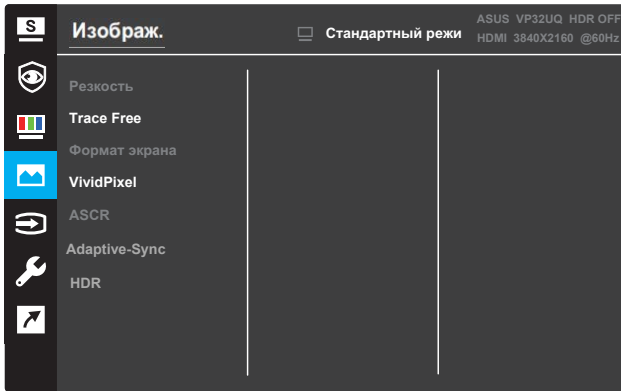 S
Изображ.
Стандартный режи
ASUS VP32UQ HDR OFF
HDMI 3840X2160 @60Hz
Резкость
Trace Free
Формат экрана
VividPixel
ASCR
Adaptive-Sync
HDR